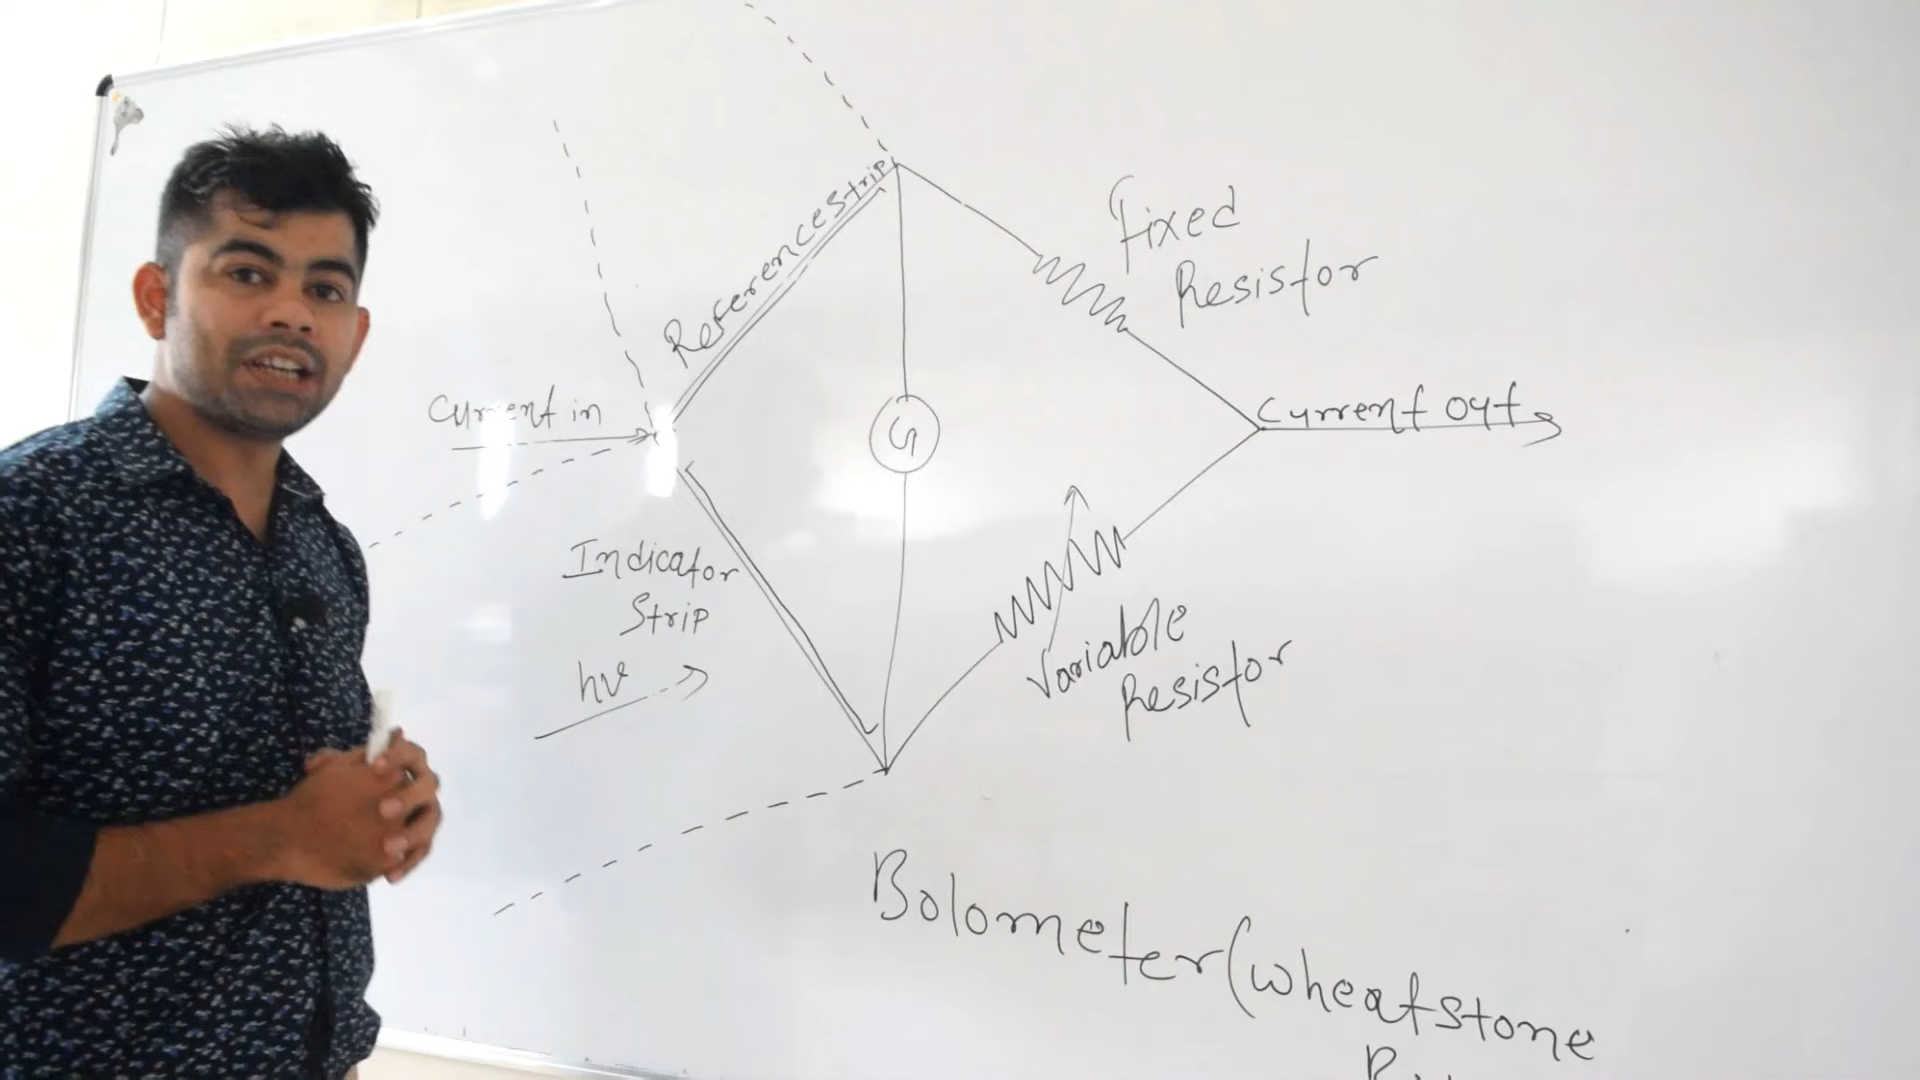 Reference Strip
Fixed
Resistor
Current in
G
Current out
Indicator
Strip
hν
Variable
Resistor
Bolometer (Wheatstone